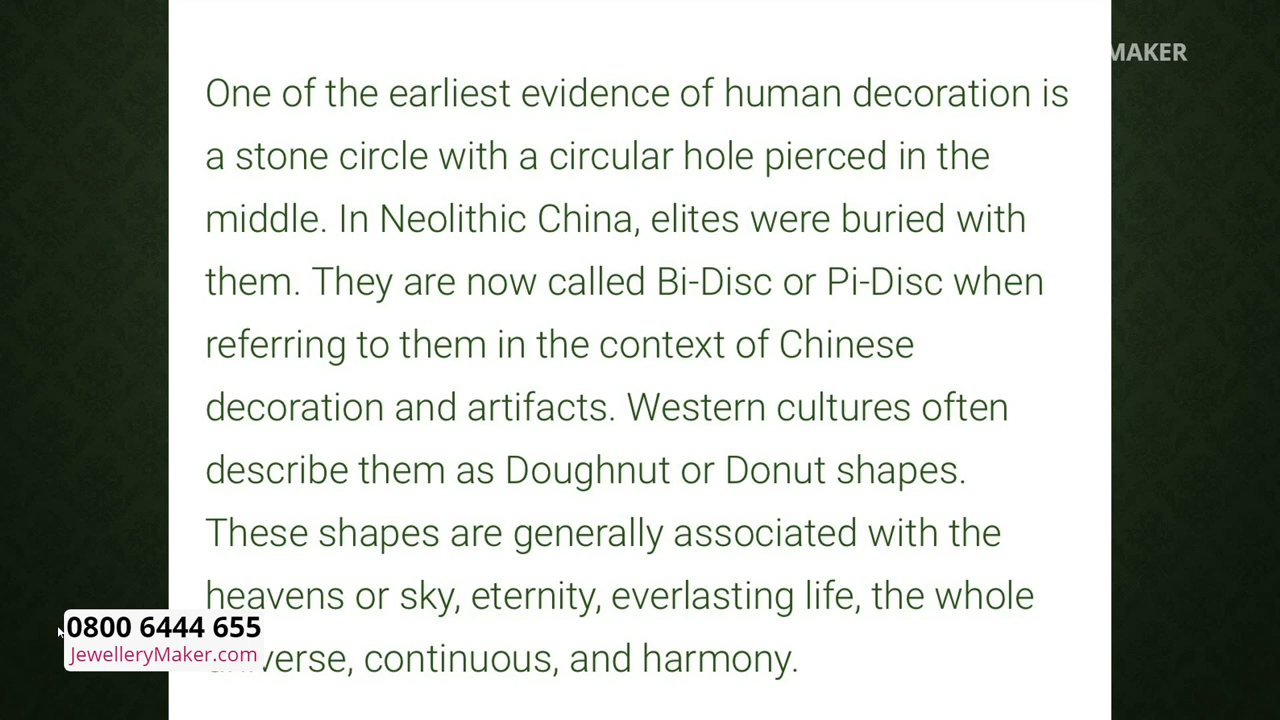 MAKER
One of the earliest evidence of human decoration is
a stone circle with a circular hole pierced in the
middle. In Neolithic China, elites were buried with
them. They are now called Bi-Disc or Pi-Disc when
referring to them in the context of Chinese
decoration and artifacts. Western cultures often
describe them as Doughnut or Donut shapes.
These shapes are generally associated with the
heavens or sky, eternity, everlasting life, the whole
0800 6444 655
JewelleryMaker.com
verse, continuous, and harmony.